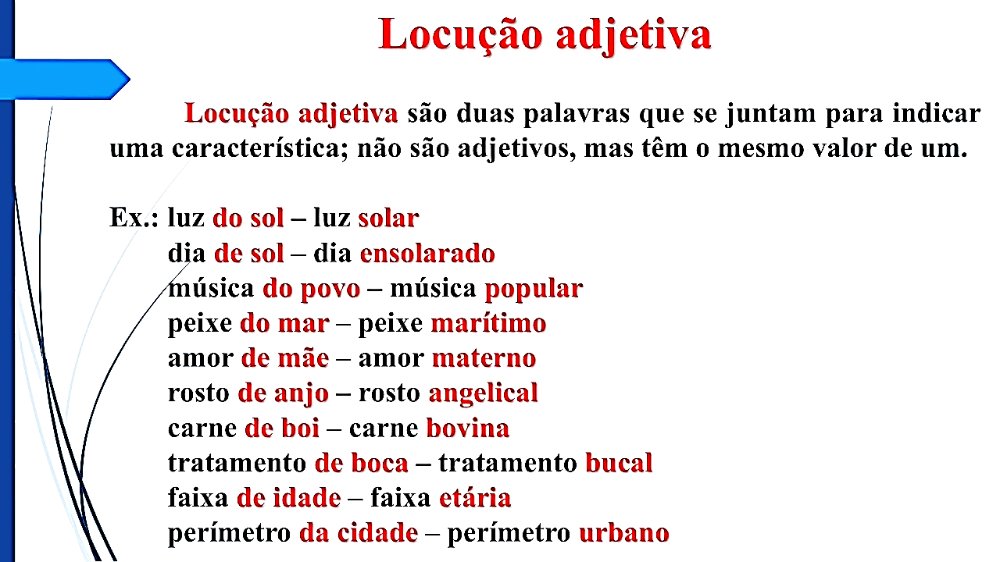 Locução adjetiva
Locução adjetiva são duas palavras que se juntam para indicar
uma característica; não são adjetivos, mas têm o mesmo valor de um.
Ex.: luz do sol – luz solar
dia de sol – dia ensolarado
música do povo – música popular
peixe do mar – peixe marítimo
amor de mãe – amor materno
rosto de anjo – rosto angelical
carne de boi – carne bovina
tratamento de boca – tratamento bucal
faixa de idade – faixa etária
perímetro da cidade – perímetro urbano